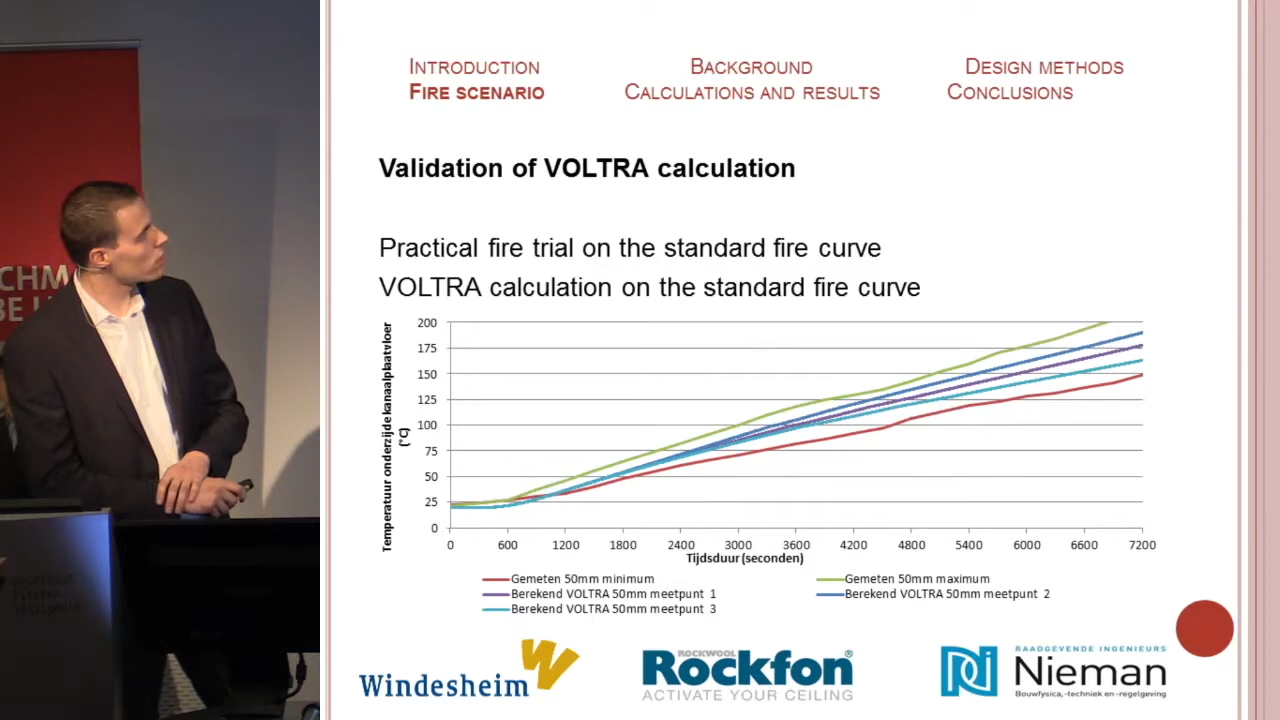 CHM
BE U
INTRODUCTION BACKGROUND DESIGN METHODS
FIRE SCENARIO CALCULATIONS AND RESULTS CONCLUSIONS
Validation of VOLTRA calculation
Practical fire trial on the standard fire curve
VOLTRA calculation on the standard fire curve
Temperatuur onderzijde kanaalplaatvloer
(°C)
200
175
150
125
100
75
50
25
0
0 600 1200 1800 2400 3000 3600 4200 4800 5400 6000 6600 7200
Tijdsduur (seconden)
Gemeten 50mm minimum Gemeten 50mm maximum
Berekend VOLTRA 50mm meetpunt 1 Berekend VOLTRA 50mm meetpunt 2
Berekend VOLTRA 50mm meetpunt 3
Windesheim W
ROCKWOOL
Rockfon
ACTIVATE YOUR CEILING
RAADGEVENDE INGENIEURS
Nieman
Bouwfysica, -techniek en -regelgeving